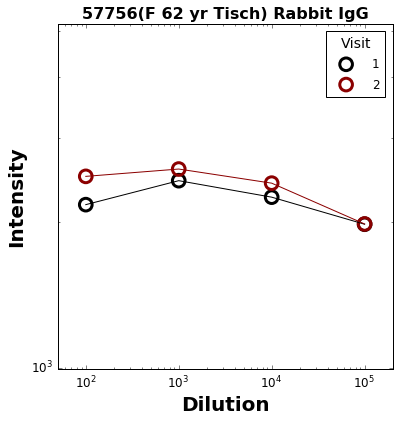 57756(F 62 yr Tisch) Rabbit IgG
Visit
1
2
Intensity
10³
10² 10³ 10⁴ 10⁵
Dilution